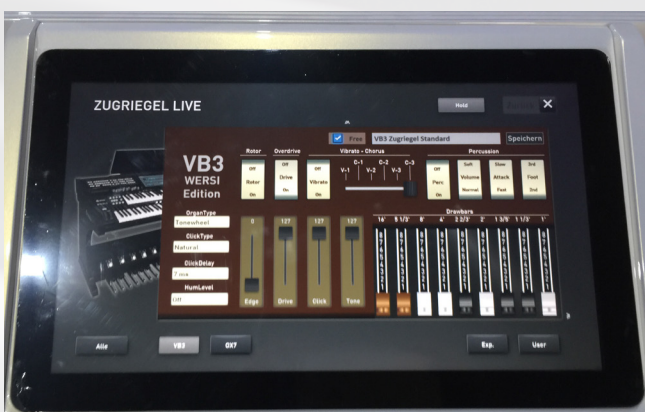 ZUGRIEGEL LIVE
Hold
Zurück
Free
VB3 Zugriegel Standard
Speichern
VB3
WERSI
Edition
Rotor
Overdrive
Vibrato - Chorus
Percussion
Off
Rotor
On
Off
Drive
On
Off
Vibrato
On
V-1
C-1
V-2
C-2
V-3
C-3
Off
Perc
On
Soft
Volume
Normal
Slow
Attack
Fast
3rd
First
2nd
OrganType
Tonewheel
ClickType
Natural
ClickDelay
7 ms
HumLevel
Off
0
Edge
127
Drive
127
Click
127
Tone
Drawbars
16'
5 1/3'
8'
4'
2 2/3'
2'
1 3/5'
1 1/3'
1'
Alle
VB3
OX7
Exp.
User